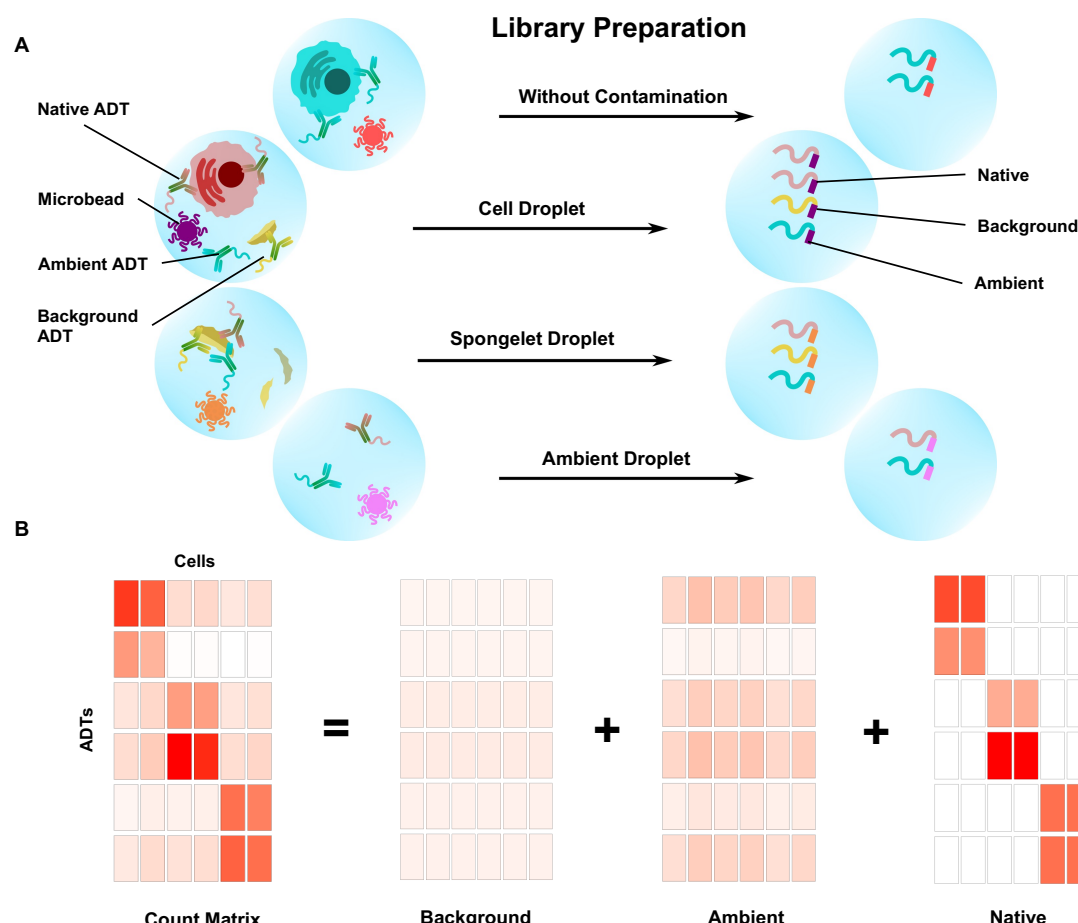 Library Preparation
A
Native ADT
Microbead
Ambient ADT
Background
ADT
Without Contamination
Cell Droplet
Spongelet Droplet
Ambient Droplet
Native
Background
Ambient
B
Cells
ADTs
=
+
+
Count Matrix
Background
Ambient
Native